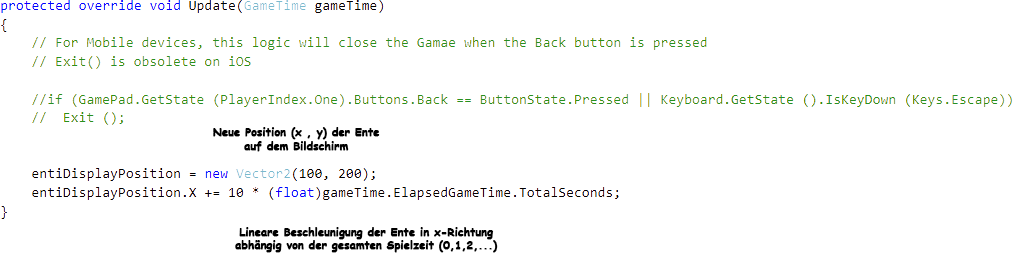 protected override void Update(GameTime gameTime)
{
// For Mobile devices, this logic will close the Gamae when the Back button is pressed
// Exit() is obsolete on iOS
//if (GamePad.GetState (PlayerIndex.One).Buttons.Back == ButtonState.Pressed || Keyboard.GetState ().IsKeyDown (Keys.Escape))
//  Exit ();
Neue Position (x , y) der Ente
auf dem Bildschirm
entiDisplayPosition = new Vector2(100, 200);
entiDisplayPosition.X += 10 * (float)gameTime.ElapsedGameTime.TotalSeconds;
}
Lineare Beschleunigung der Ente in x-Richtung
abhängig von der gesamten Spielzeit (0,1,2,...)